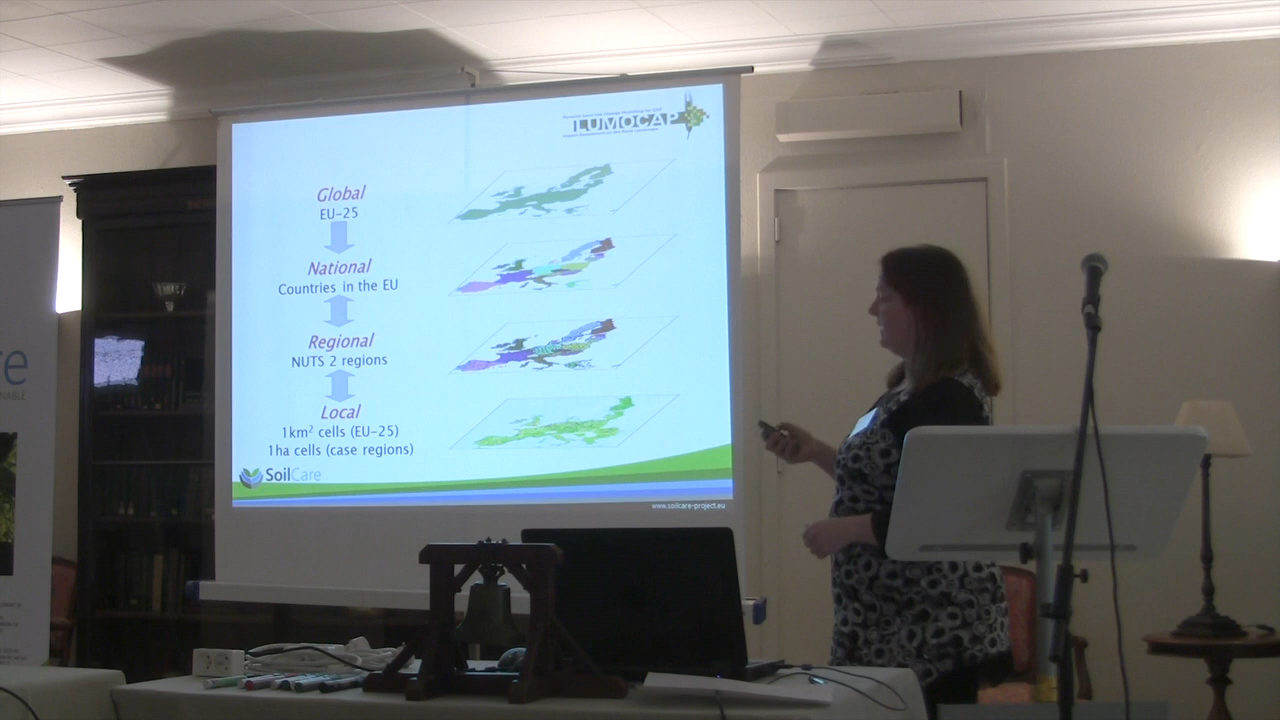 LUMOCAP
Global
EU-25
National
Countries in the EU
Regional
NUTS 2 regions
Local
1km² cells (EU-25)
1ha cells (case regions)
SoilCare
www.soilcare-project.eu
re
NABLE